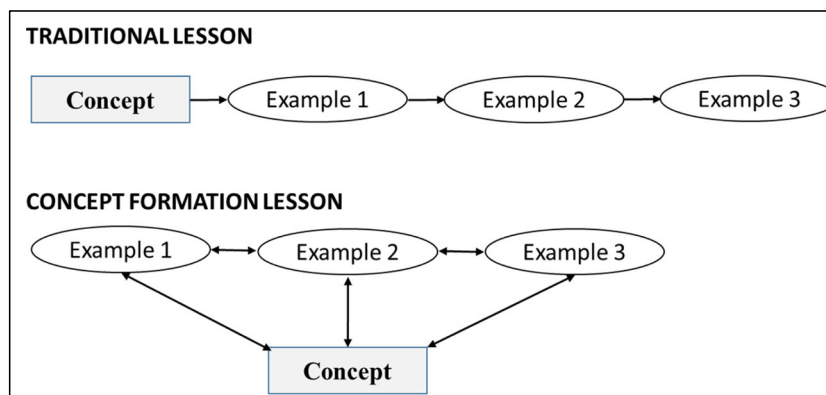 TRADITIONAL LESSON
Concept
Example 1
Example 2
Example 3
CONCEPT FORMATION LESSON
Example 1
Example 2
Example 3
Concept